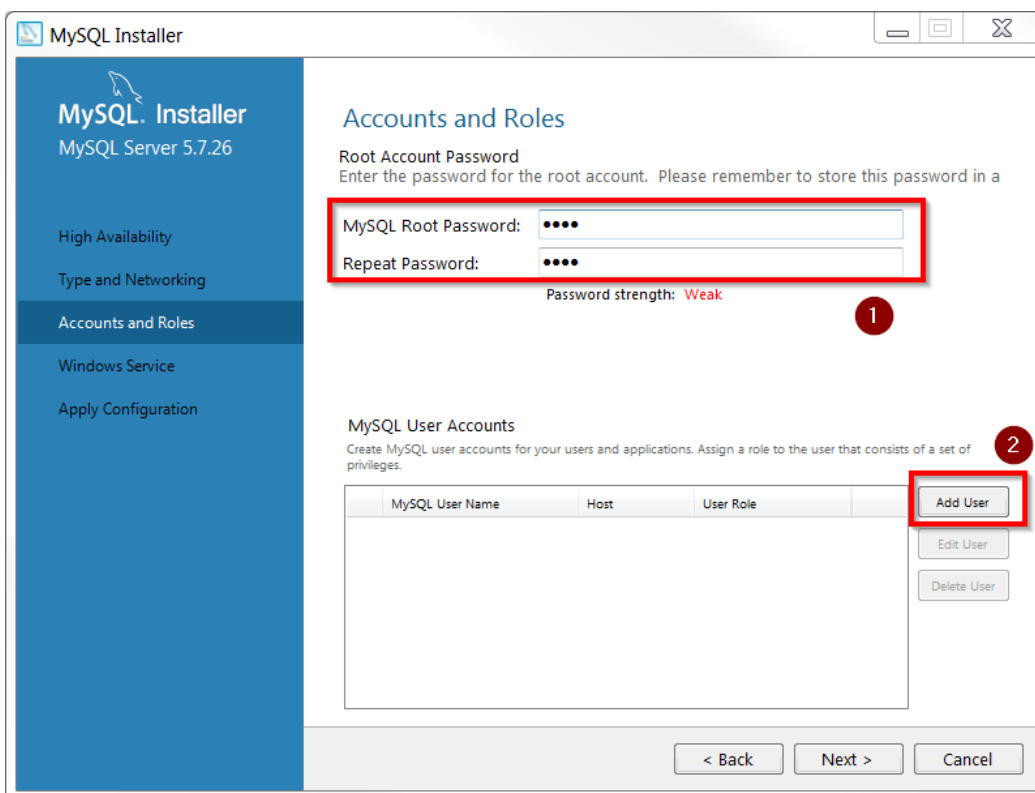 MySQL Installer
MySQL. Installer
MySQL Server 5.7.26
High Availability
Type and Networking
Accounts and Roles
Windows Service
Apply Configuration
Accounts and Roles
Root Account Password
Enter the password for the root account.  Please remember to store this password in a
MySQL Root Password: ••••
Repeat Password: ••••
Password strength: Weak
1
MySQL User Accounts
2
Create MySQL user accounts for your users and applications. Assign a role to the user that consists of a set of
privileges.
MySQL User Name Host User Role
Add User
Edit User
Delete User
< Back Next > Cancel